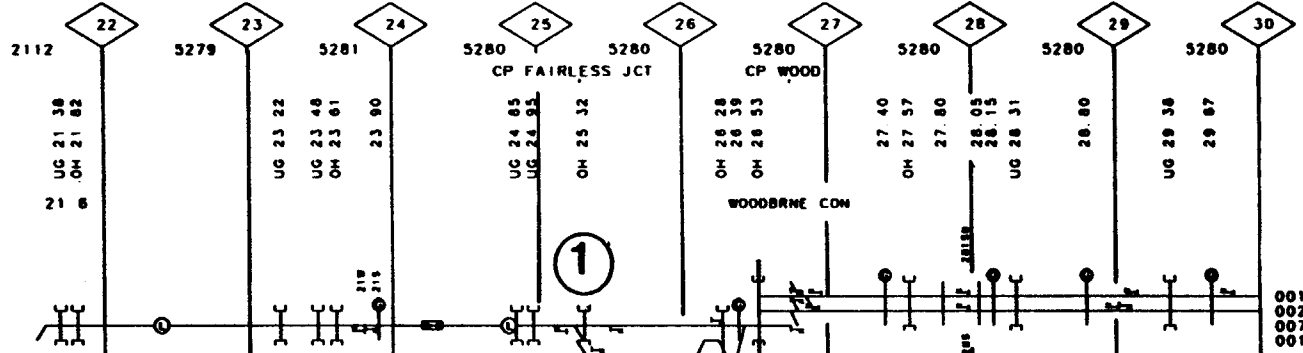 22 23 24 25 26 27 28 29 30
2112 5279 5281 5280 5280 5280 5280 5280 5280
CP FAIRLESS JCT CP WOOD
UG 21 38
OH 21 82
UG 23 22
UG 23 48
OH 23 61
23 90
UG 24 85
UG 24 95
OH 25 32
OH 26 28
26 39
OH 26 53
27 40
OH 27 57
27.80
28.05
28.15
UG 28 31
28.80
UG 29 38
29 87
21 6
WOODBRNE CON
1
21W
21S
001
002
007
001